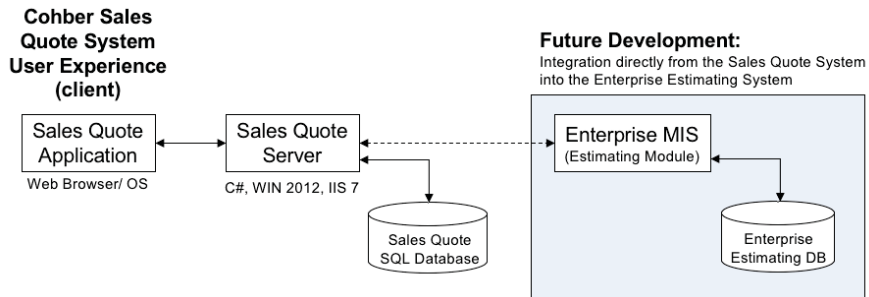 Cohber Sales
Quote System
User Experience
(client)
Future Development:
Integration directly from the Sales Quote System
into the Enterprise Estimating System
Sales Quote
Application
Web Browser/ OS
Sales Quote
Server
C#, WIN 2012, IIS 7
Sales Quote
SQL Database
Enterprise MIS
(Estimating Module)
Enterprise
Estimating DB